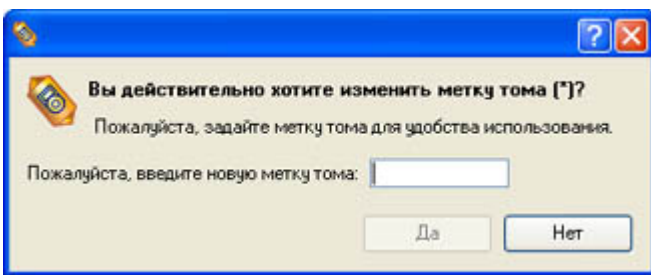 Вы действительно хотите изменить метку тома (*)?
Пожалуйста, задайте метку тома для удобства использования.
Пожалуйста, введите новую метку тома:
Да Нет